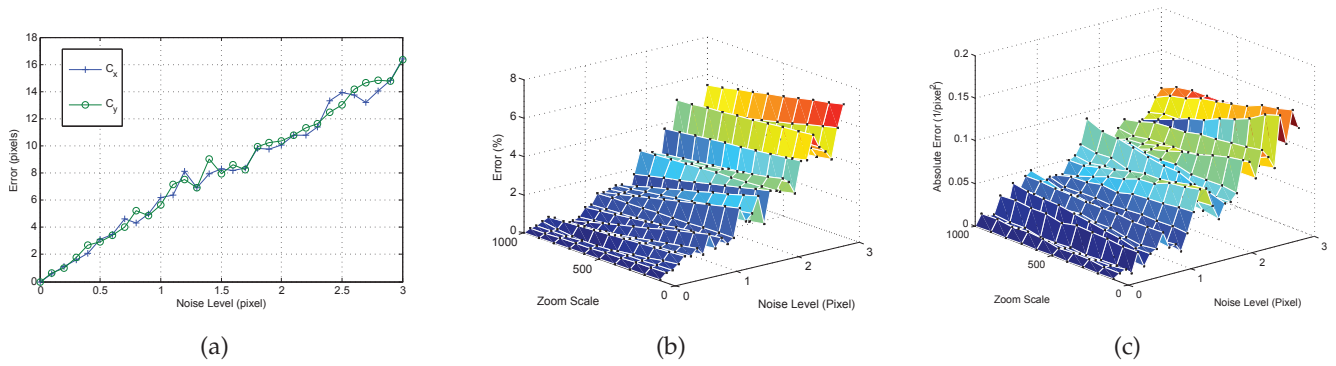 18
16
14
12
10
8
6
4
2
0
0 0.5 1 1.5 2 2.5 3
Error (pixels)
Noise Level (pixel)
C_x
C_y
(a)
8
6
4
2
0
Error (%)
1000
500
0
Zoom Scale
0
1
2
3
Noise Level (Pixel)
(b)
0.2
0.15
0.1
0.05
0
Absolute Error (1/pixel²)
1000
500
0
Zoom Scale
0
1
2
3
Noise Level (Pixel)
(c)